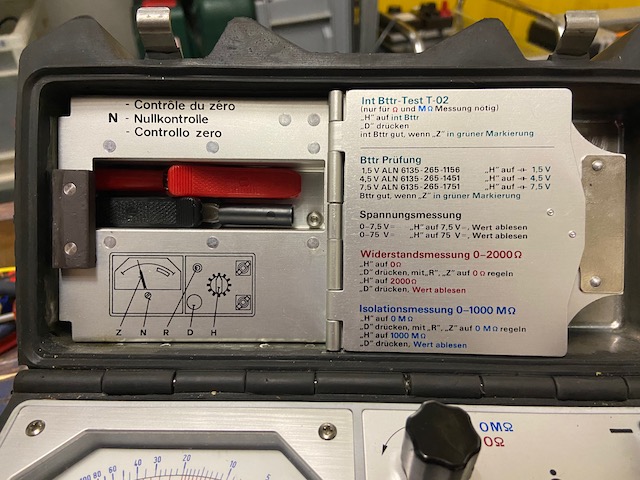 - Contrôle du zéro
N - Nullkontrolle
- Controllo zero
Z N R D H
Int Bttr-Test T-02
(nur für Ω und MΩ Messung nötig)
„H" auf int Bttr
„D" drücken
int Bttr gut, wenn „Z" in grüner Markierung
Bttr Prüfung
1,5 V ALN 6135-265-1156 „H" auf 1,5 V
4,5 V ALN 6135-265-1451 „H" auf 4,5 V
7,5 V ALN 6135-265-1751 „H" auf 7,5 V
Bttr gut, wenn „Z" in grüner Markierung
Spannungsmessung
0–7,5 V= „H" auf 7,5 V=, Wert ablesen
0–75 V= „H" auf 75 V=, Wert ablesen
Widerstandsmessung 0–2000Ω
„H" auf 0Ω
„D" drücken, mit „R", „Z" auf 0Ω regeln
„H" auf 2000Ω
„D" drücken, Wert ablesen
Isolationsmessung 0–1000 MΩ
„H" auf 0 MΩ
„D" drücken, mit „R", „Z" auf 0 MΩ regeln
„H" auf 1000 MΩ
„D" drücken, Wert ablesen
100 80 60 40 30 20 10 5
0MΩ
0Ω